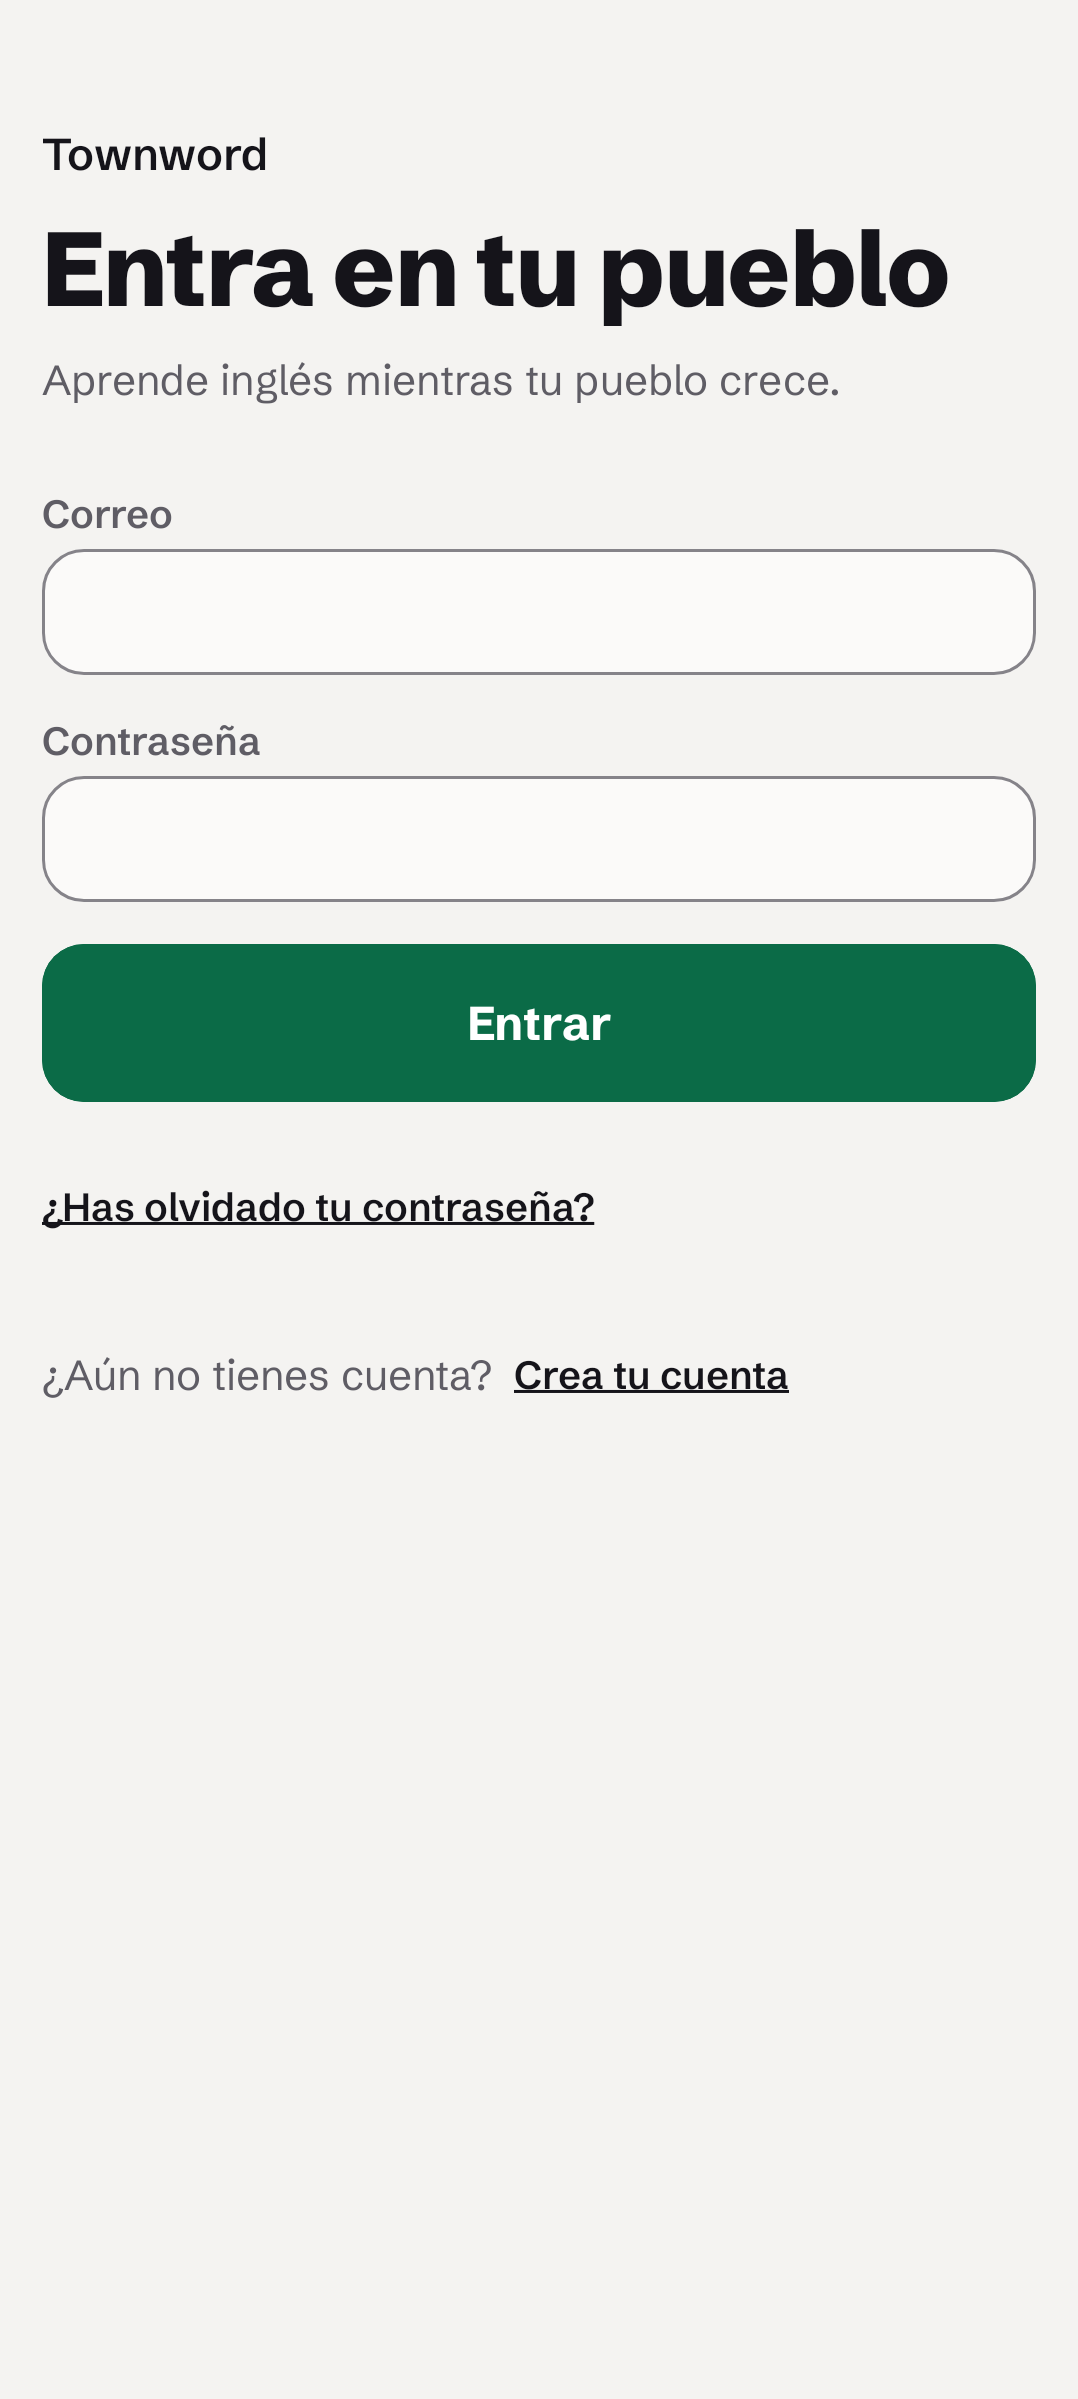 Townword
Entra en tu pueblo
Aprende inglés mientras tu pueblo crece.
Correo
Contraseña
Entrar
¿Has olvidado tu contraseña?
¿Aún no tienes cuenta? Crea tu cuenta